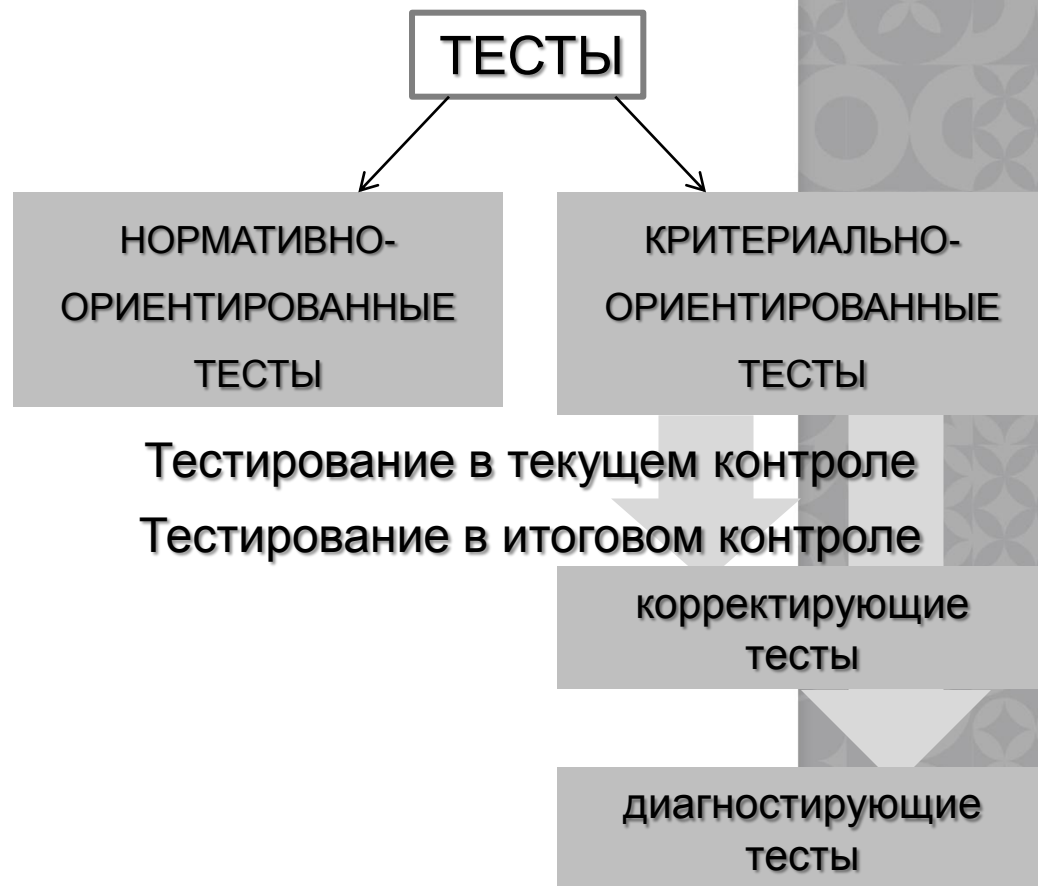 ТЕСТЫ
НОРМАТИВНО-
ОРИЕНТИРОВАННЫЕ
ТЕСТЫ
КРИТЕРИАЛЬНО-
ОРИЕНТИРОВАННЫЕ
ТЕСТЫ
Тестирование в текущем контроле
Тестирование в итоговом контроле
корректирующие
тесты
диагностирующие
тесты